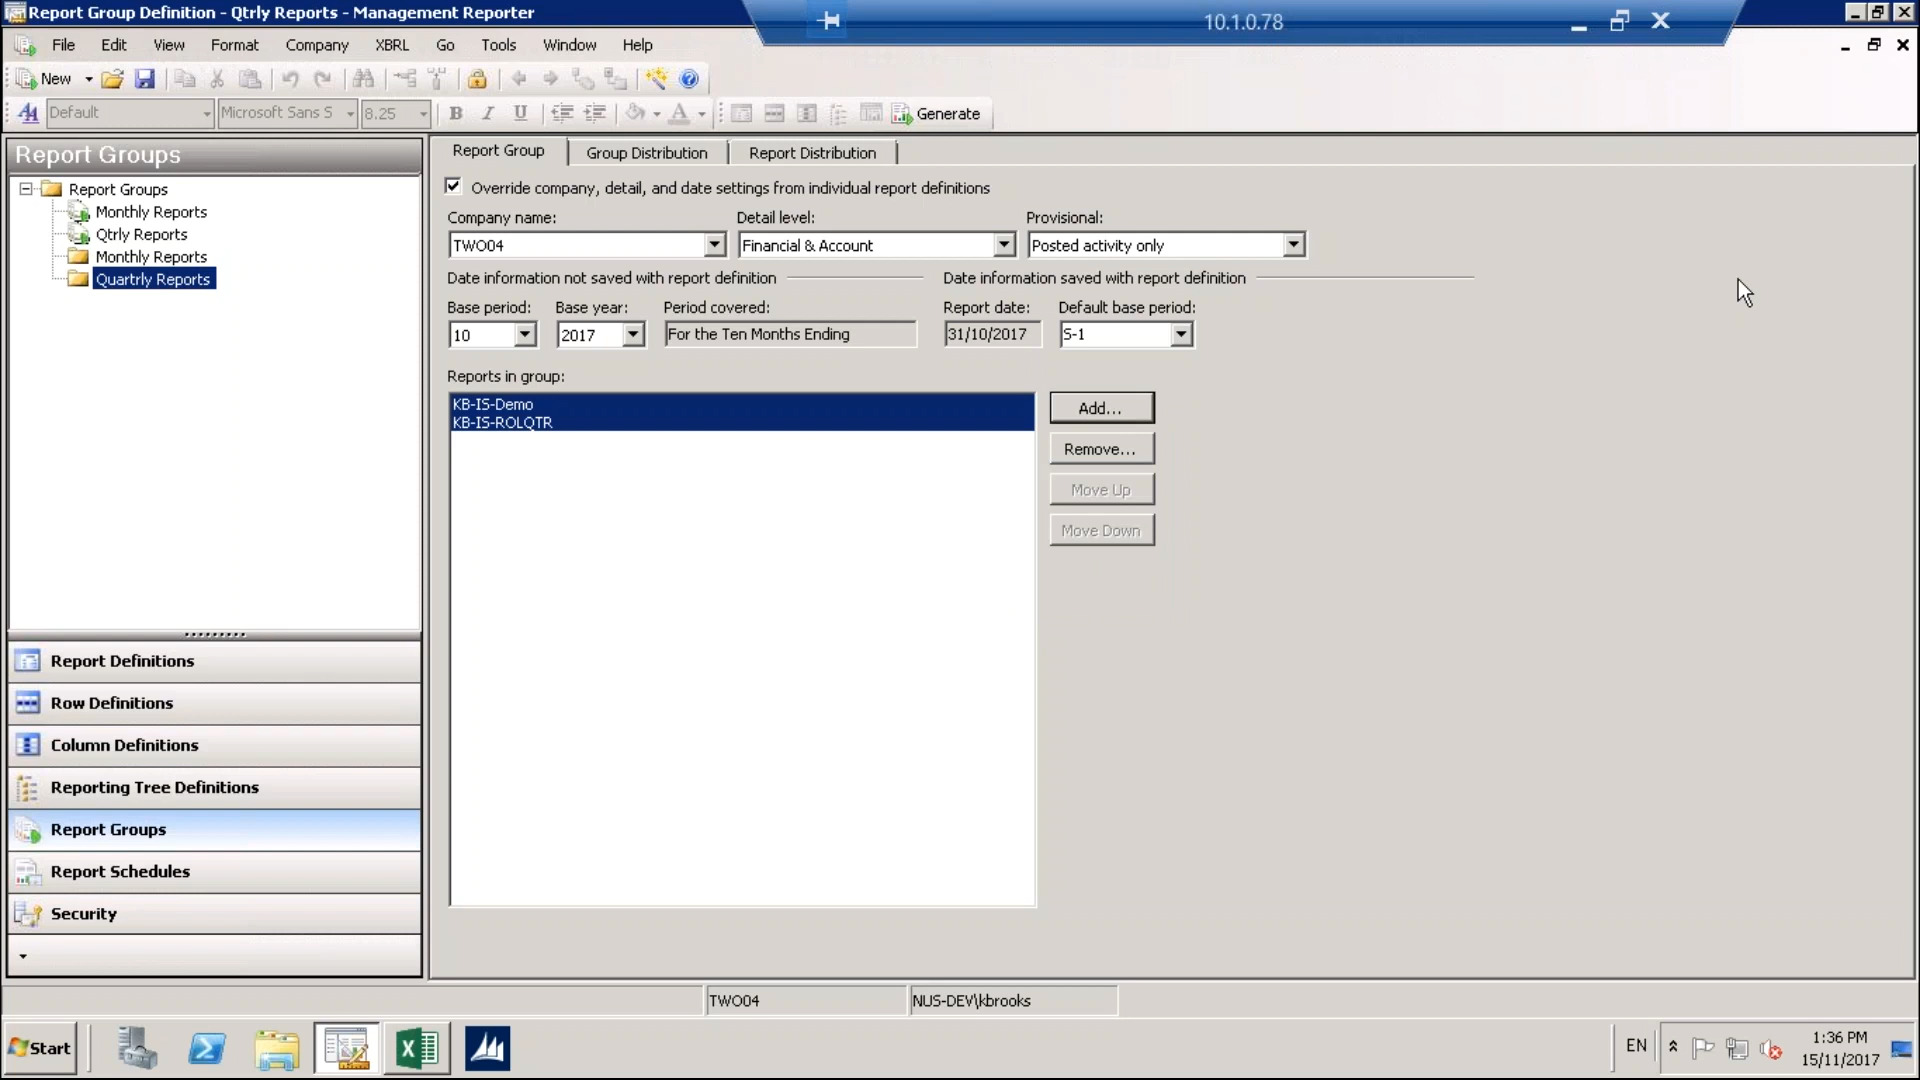 Report Group Definition - Qtrly Reports - Management Reporter
10.1.0.78
File Edit View Format Company XBRL Go Tools Window Help
New
Default Microsoft Sans S 8.25 B I U A Generate
Report Groups
Report Groups
Monthly Reports
Qtrly Reports
Monthly Reports
Quartrly Reports
Report Definitions
Row Definitions
Column Definitions
Reporting Tree Definitions
Report Groups
Report Schedules
Security
Report Group Group Distribution Report Distribution
Override company, detail, and date settings from individual report definitions
Company name: Detail level: Provisional:
TWO04 Financial & Account Posted activity only
Date information not saved with report definition Date information saved with report definition
Base period: Base year: Period covered: Report date: Default base period:
10 2017 For the Ten Months Ending 31/10/2017 S-1
Reports in group:
KB-IS-Demo
KB-IS-ROLQTR
Add...
Remove...
Move Up
Move Down
TWO04 NUS-DEV\kbrooks
Start
EN
1:36 PM
15/11/2017